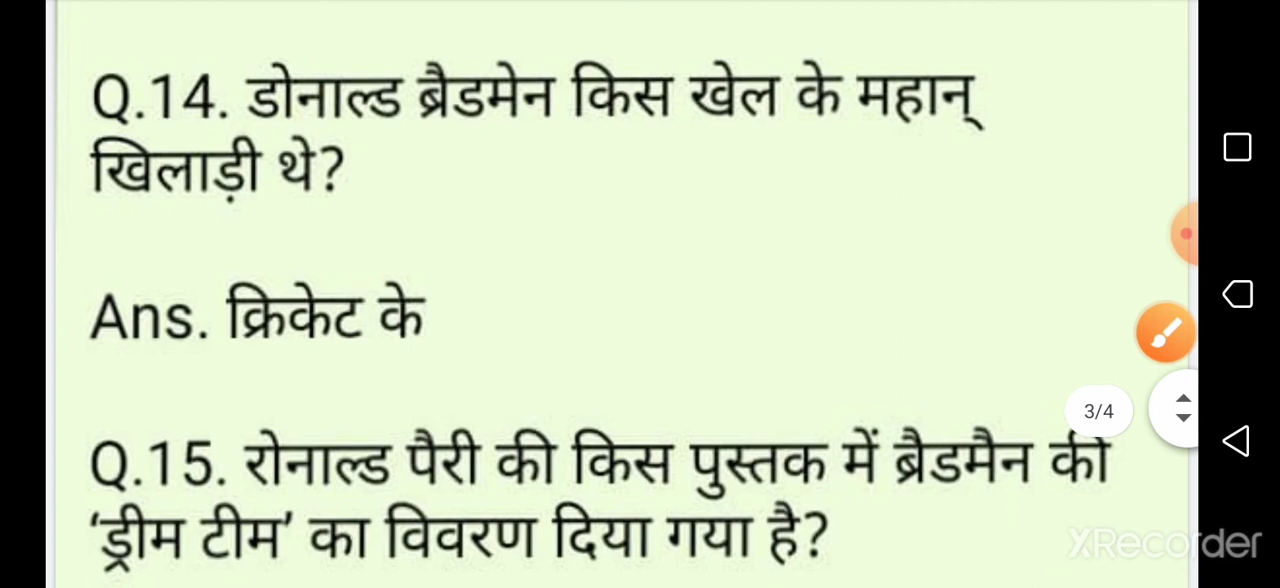 Q.14. डोनाल्ड ब्रैडमेन किस खेल के महान्
खिलाड़ी थे?
Ans. क्रिकेट के
3/4
Q.15. रोनाल्ड पैरी की किस पुस्तक में ब्रैडमैन की
‘ड्रीम टीम’ का विवरण दिया गया है?
XRecorder